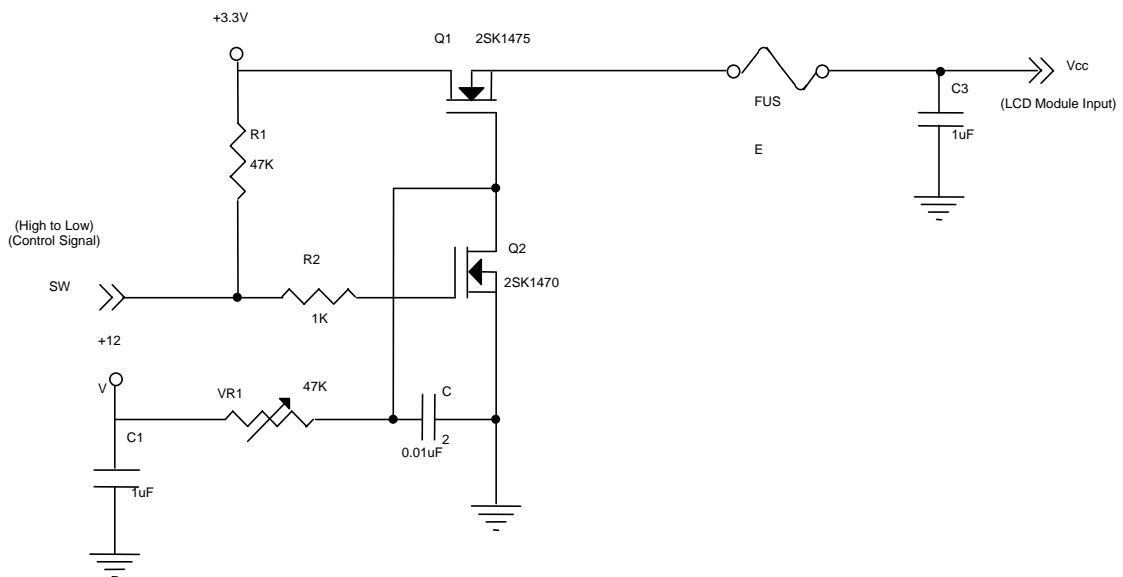 +3.3V
Q1
2SK1475
Vcc
C3
(LCD Module Input)
FUS
E
1uF
R1
47K
(High to Low)
(Control Signal)
Q2
R2
2SK1470
SW
1K
+12
V
VR1
47K
C
2
C1
0.01uF
1uF